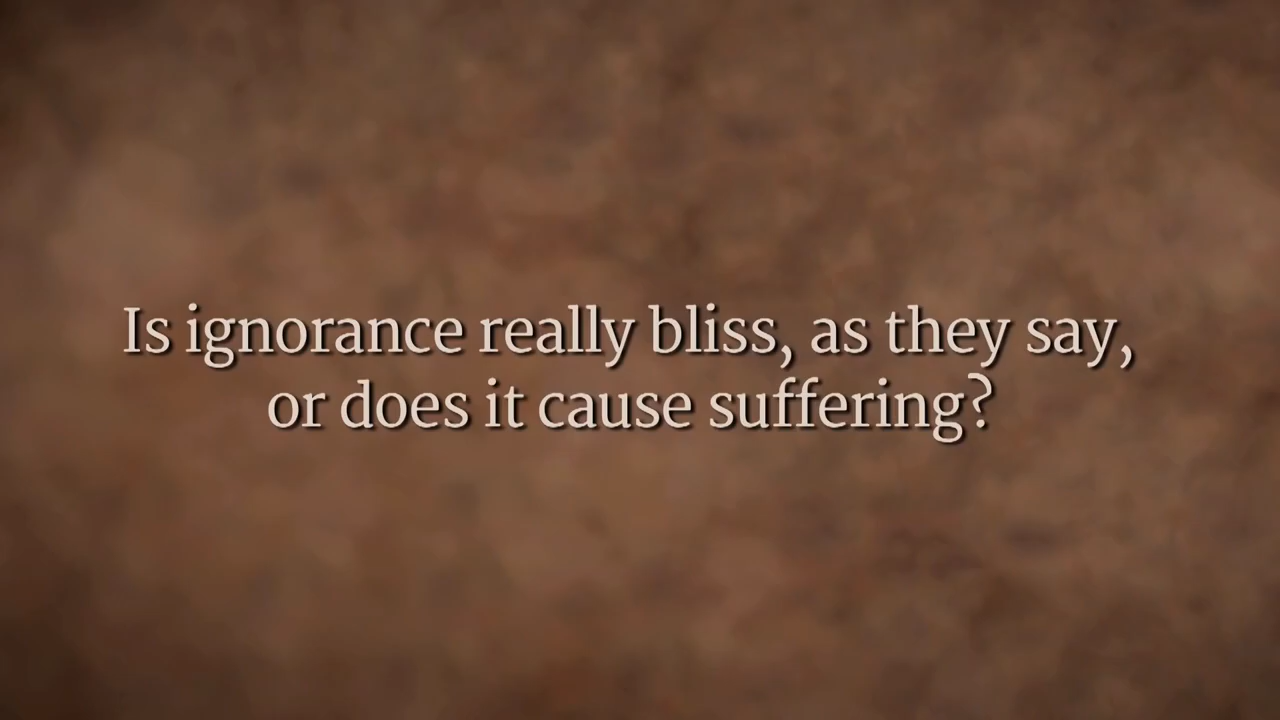 Is ignorance really bliss, as they say,
or does it cause suffering?